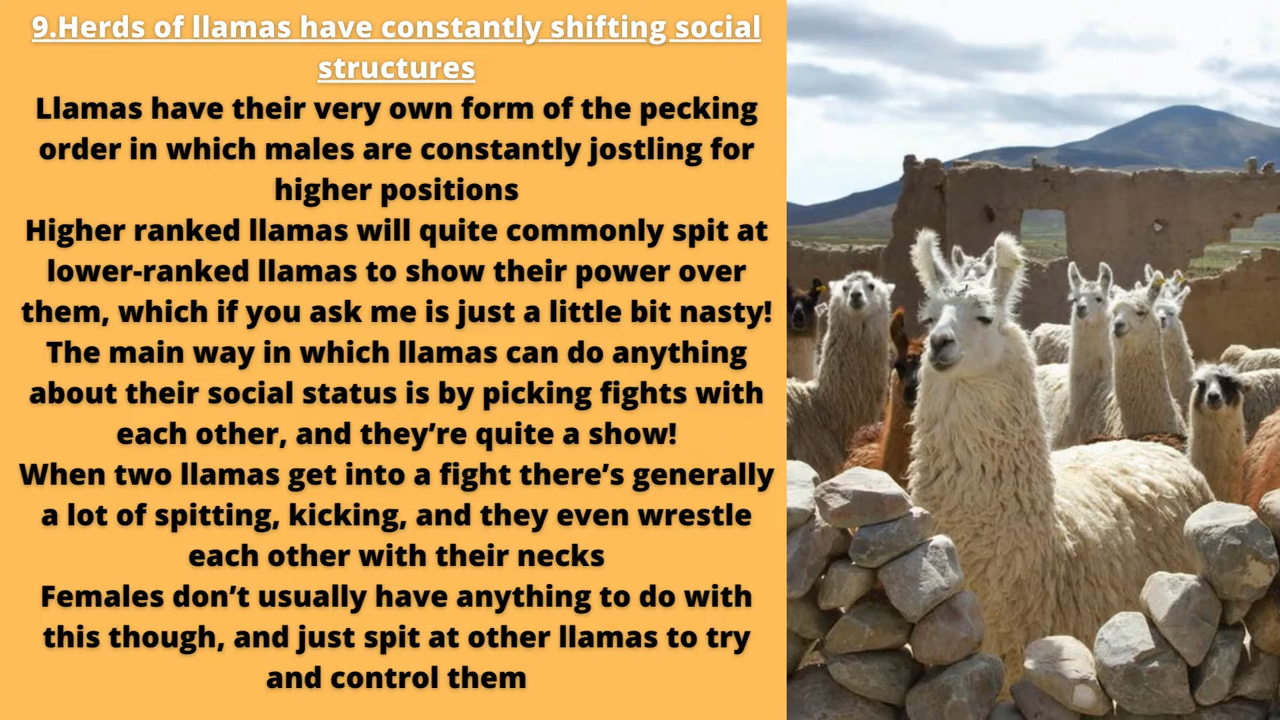 9.Herds of llamas have constantly shifting social
structures
Llamas have their very own form of the pecking
order in which males are constantly jostling for
higher positions
Higher ranked llamas will quite commonly spit at
lower-ranked llamas to show their power over
them, which if you ask me is just a little bit nasty!
The main way in which llamas can do anything
about their social status is by picking fights with
each other, and they’re quite a show!
When two llamas get into a fight there’s generally
a lot of spitting, kicking, and they even wrestle
each other with their necks
Females don’t usually have anything to do with
this though, and just spit at other llamas to try
and control them